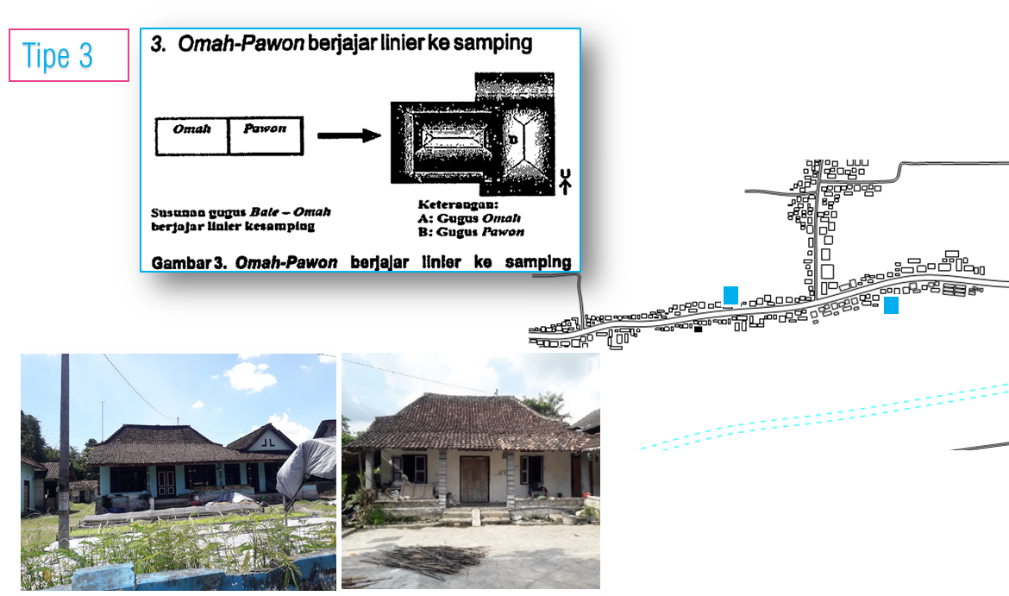 Tipe 3
3. Omah-Pawon berjajar linier ke samping
Omah Pawon
D
U
Susunan gugus Bale – Omah
berjajar linier kesamping
Keterangan:
A: Gugus Omah
B: Gugus Pawon
Gambar 3. Omah-Pawon berjajar linier ke samping